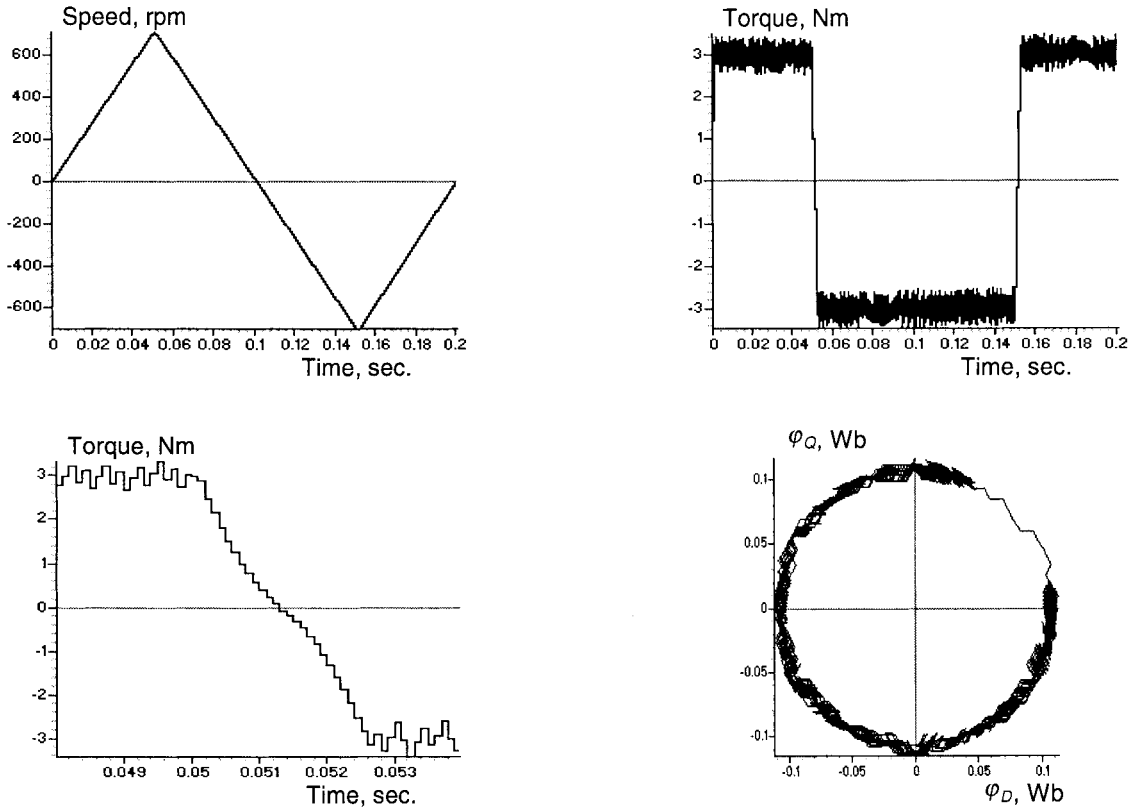 Speed, rpm
600
400
200
0
-200
-400
-600
0 0.02 0.04 0.06 0.08 0.1 0.12 0.14 0.16 0.18 0.2
Time, sec.
Torque, Nm
3
2
1
0
-1
-2
-3
0 0.02 0.04 0.06 0.08 0.1 0.12 0.14 0.16 0.18 0.2
Time, sec.
Torque, Nm
3
2
1
0
-1
-2
-3
0.049 0.05 0.051 0.052 0.053
Time, sec.
φQ, Wb
0.1
0.05
0
-0.05
-0.1
-0.1 -0.05 0 0.05 0.1
φD, Wb